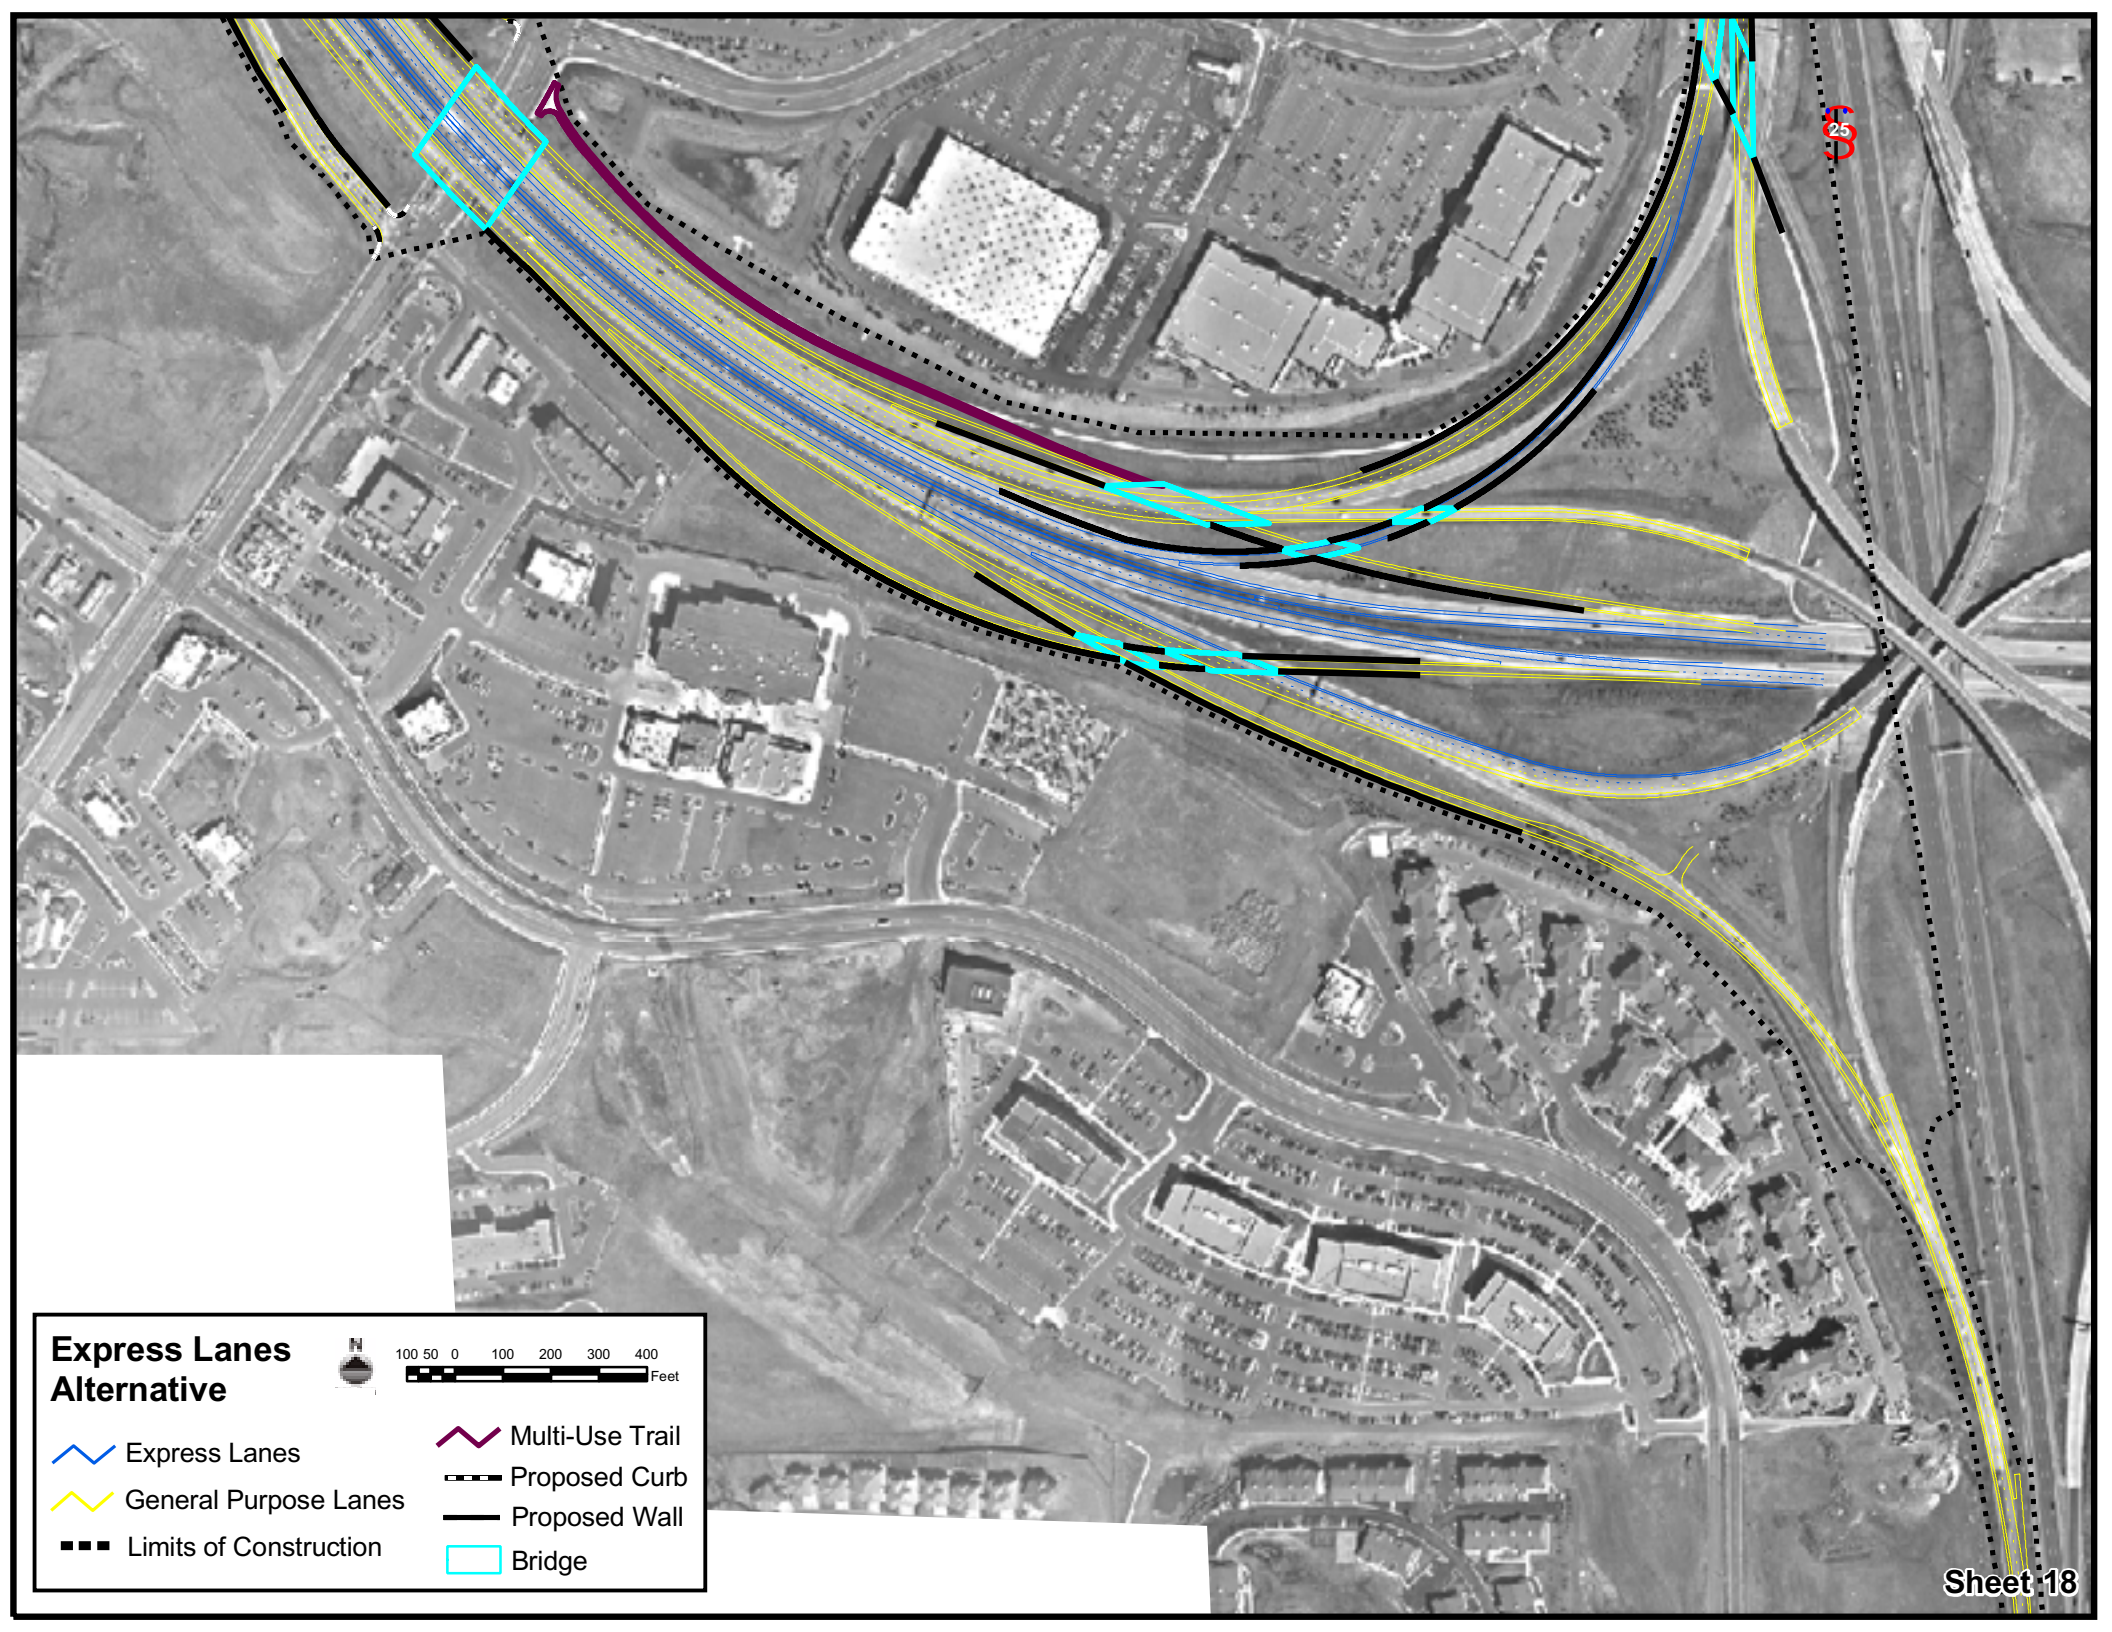 25
Express Lanes
Alternative
N
100 50 0 100 200 300 400
Feet
Express Lanes
General Purpose Lanes
Limits of Construction
Multi-Use Trail
Proposed Curb
Proposed Wall
Bridge
Sheet 18